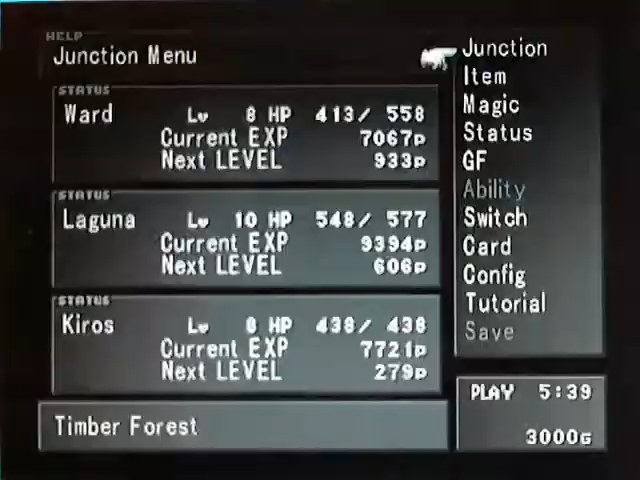 HELP
Junction Menu
STATUS
Ward Lv 8 HP 413/ 558
Current EXP 7067p
Next LEVEL 933p
STATUS
Laguna Lv 10 HP 548/ 577
Current EXP 9394p
Next LEVEL 606p
STATUS
Kiros Lv 8 HP 438/ 438
Current EXP 7721p
Next LEVEL 279p
Timber Forest
Junction
Item
Magic
Status
GF
Ability
Switch
Card
Config
Tutorial
Save
PLAY 5:39
3000G